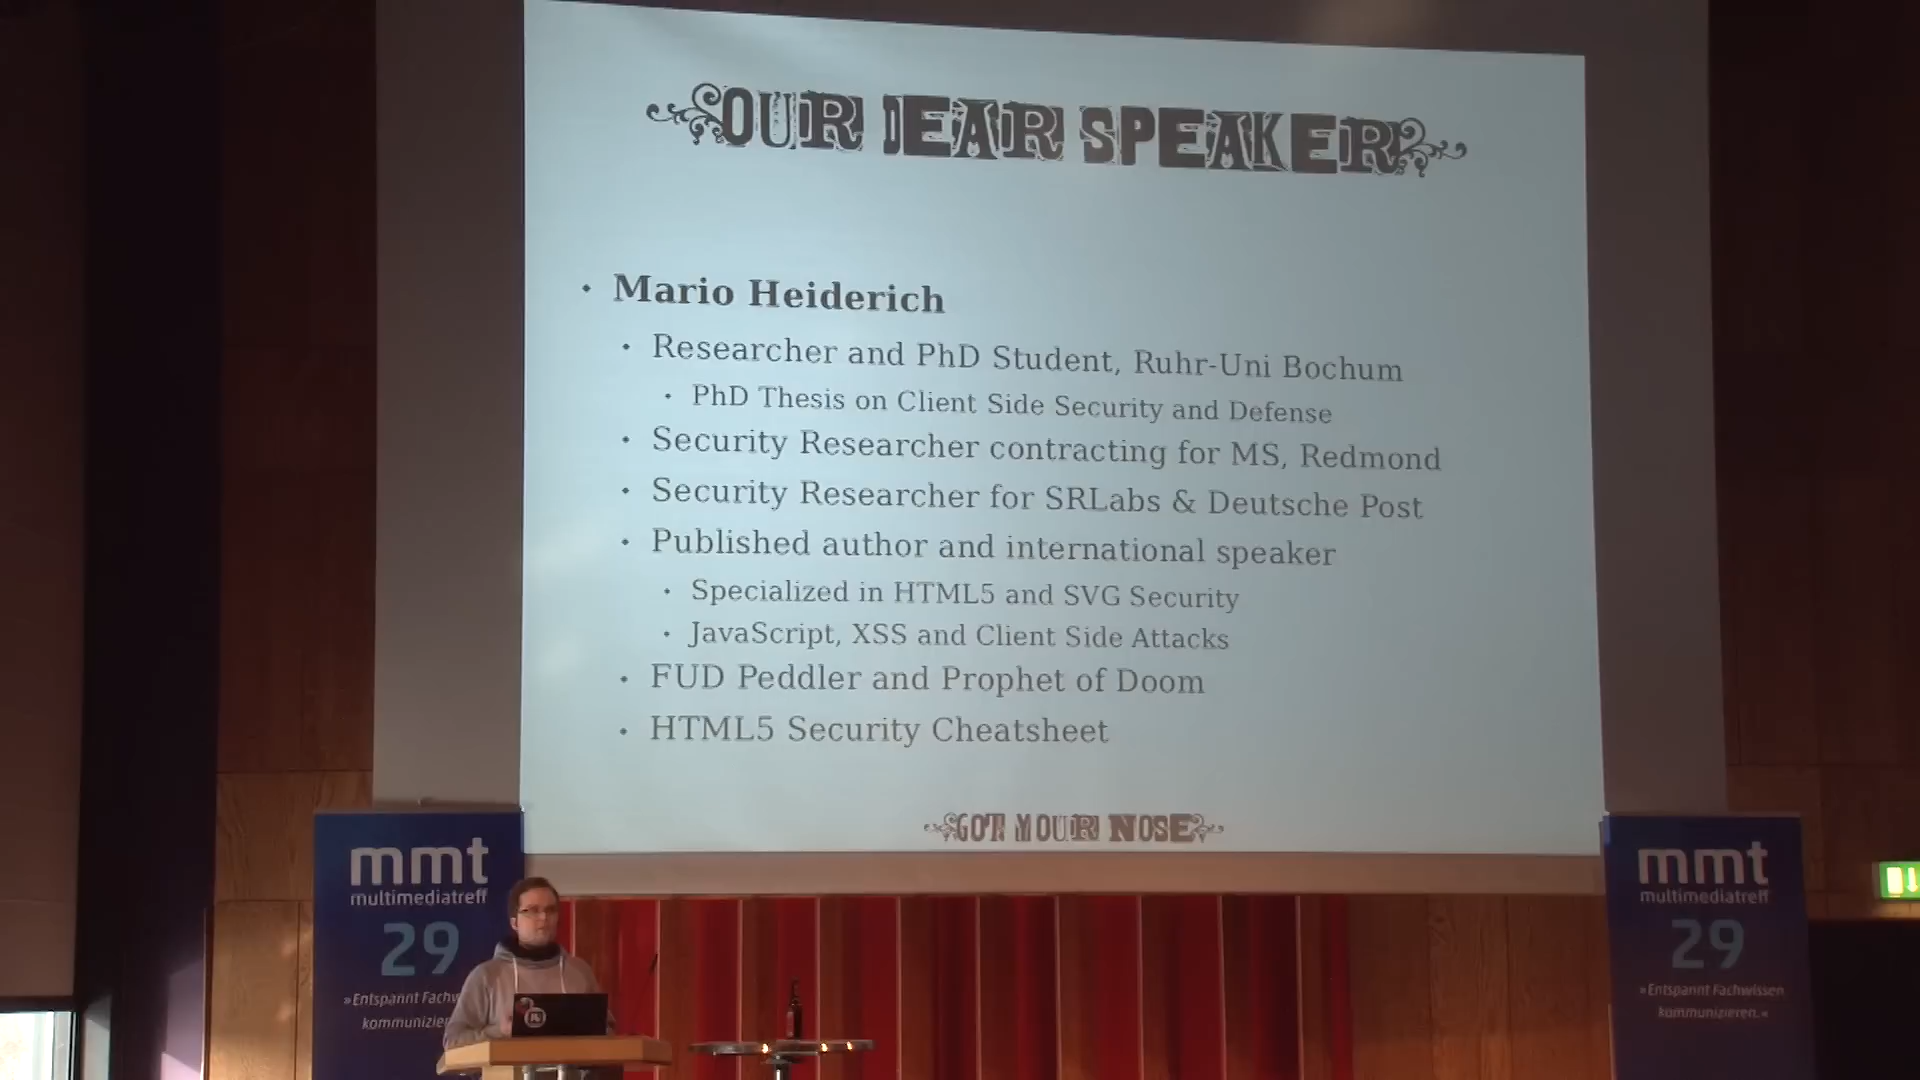 OUR DEAR SPEAKER
• Mario Heiderich
• Researcher and PhD Student, Ruhr-Uni Bochum
• PhD Thesis on Client Side Security and Defense
• Security Researcher contracting for MS, Redmond
• Security Researcher for SRLabs & Deutsche Post
• Published author and international speaker
• Specialized in HTML5 and SVG Security
• JavaScript, XSS and Client Side Attacks
• FUD Peddler and Prophet of Doom
• HTML5 Security Cheatsheet
GOT YOUR NOSE
mmt
multimediatreff
29
»Entspannt Fachw
kommunizier
mmt
multimediatreff
29
»Entspannt Fachwissen
kommunizieren.«